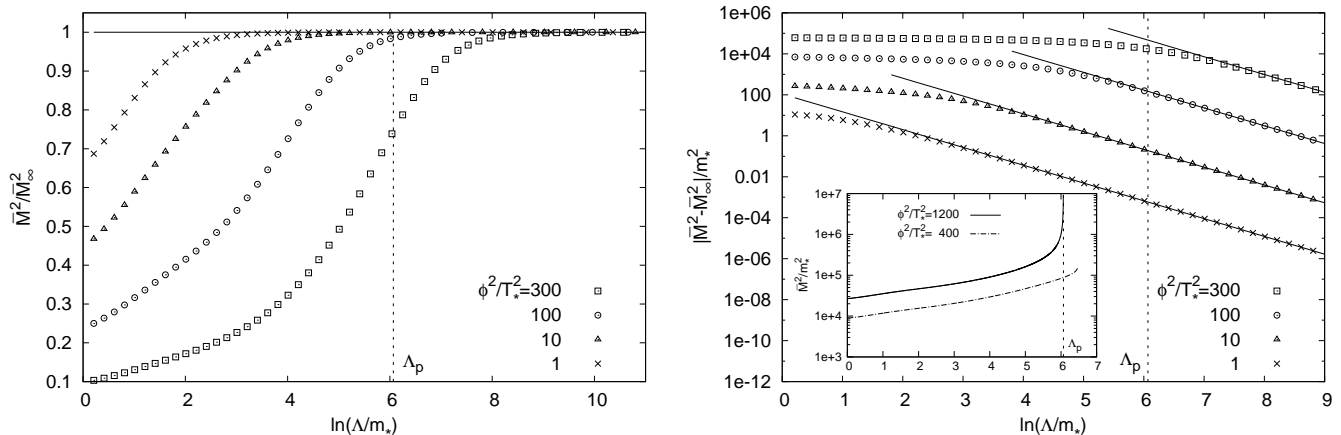 1
0.9
0.8
0.7
0.6
0.5
0.4
0.3
0.2
0.1
0 2 4 6 8 10
M̄²/M̄²∞
ln(Λ/m⋆)
ϕ²/T⋆²=300
100
10
1
Λp
1e+06
1e+04
100
1
0.01
1e-04
1e-06
1e-08
1e-10
1e-12
0 1 2 3 4 5 6 7 8 9
|M̄²-M̄²∞|/m⋆²
ln(Λ/m⋆)
ϕ²/T⋆²=300
100
10
1
Λp
1e+7
1e+6
1e+5
1e+4
1e+3
0 1 2 3 4 5 6 7
M̄²/m⋆²
ϕ²/T⋆²=1200
ϕ²/T⋆²= 400
Λp